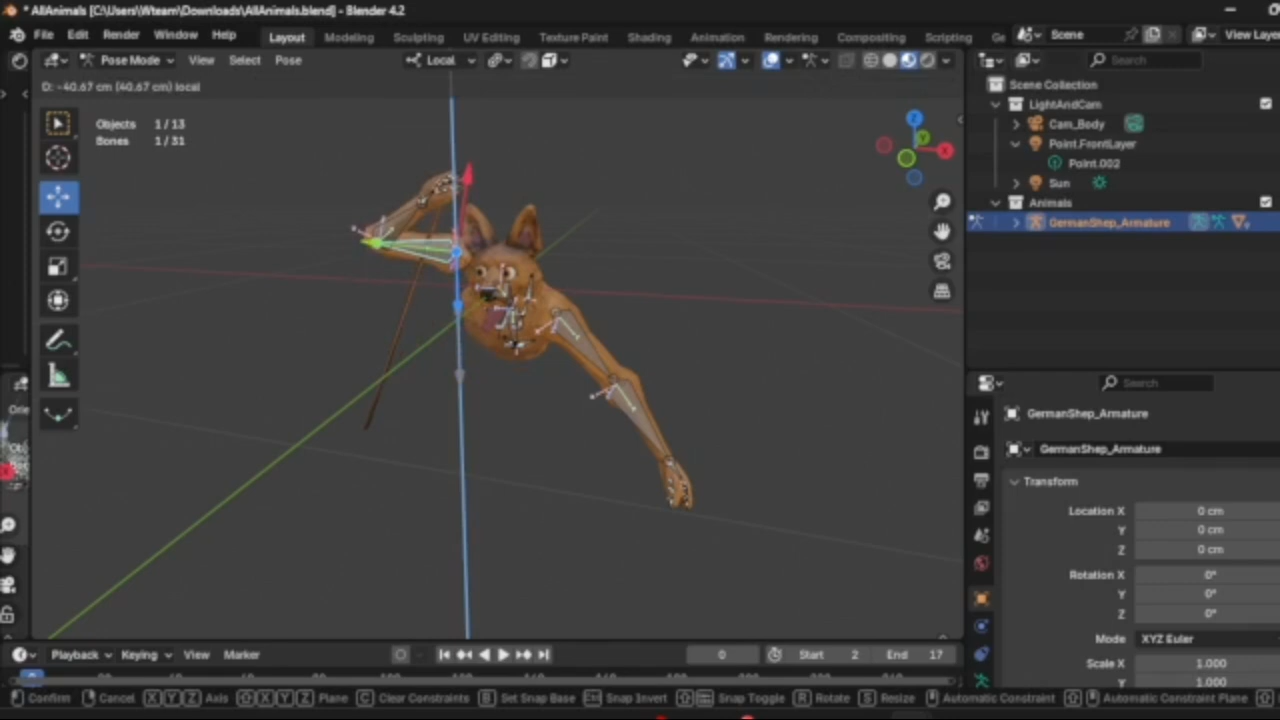 * AllAnimals [C:\Users\Wteam\Downloads\AllAnimals.blend] - Blender 4.2
File Edit Render Window Help Layout Modeling Sculpting UV Editing Texture Paint Shading Animation Rendering Compositing Scripting Ge Scene View Layer
Pose Mode View Select Pose Local Search
D: -40.67 cm (40.67 cm) local
Scene Collection
LightAndCam
Objects 1 / 13
Bones 1 / 31
Cam_Body
Point.FrontLayer
Point.002
Sun
Animals
GermanShep_Armature
Z
Y
X
Search
GermanShep_Armature
GermanShep_Armature
Transform
Location X 0 cm
Y 0 cm
Z 0 cm
Rotation X 0°
Y 0°
Z 0°
Mode XYZ Euler
Scale X 1.000
Y 1.000
Playback Keying View Marker 0 Start 2 End 17
Confirm Cancel X Y Z Axis X Y Z Plane C Clear Constraints B Set Snap Base Ctrl Snap Invert Snap Toggle R Rotate S Resize Automatic Constraint Automatic Constraint Plane